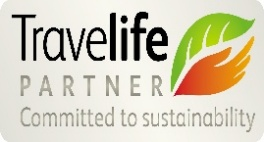 Travelife
PARTNER
Committed to sustainability